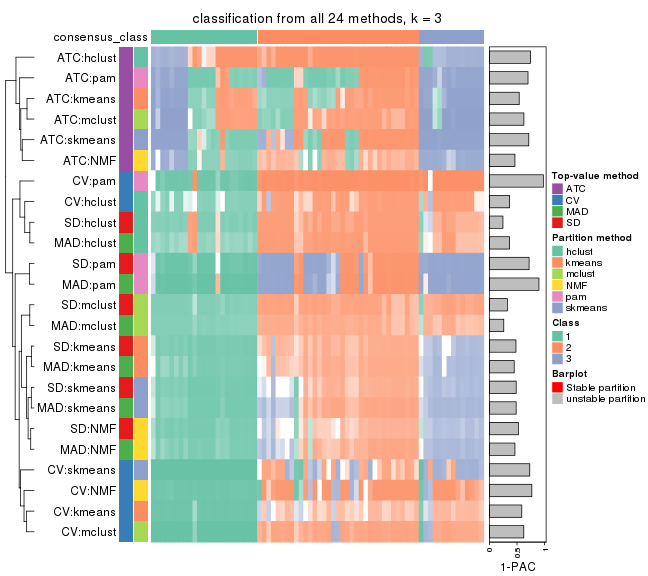 classification from all 24 methods, k = 3
consensus_class
ATC:hclust
ATC:pam
ATC:kmeans
ATC:mclust
ATC:skmeans
ATC:NMF
CV:pam
CV:hclust
SD:hclust
MAD:hclust
SD:pam
MAD:pam
SD:mclust
MAD:mclust
SD:kmeans
MAD:kmeans
SD:skmeans
MAD:skmeans
SD:NMF
MAD:NMF
CV:skmeans
CV:NMF
CV:kmeans
CV:mclust
0
0.5
1
1-PAC
Top-value method
ATC
CV
MAD
SD
Partition method
hclust
kmeans
mclust
NMF
pam
skmeans
Class
1
2
3
Barplot
Stable partition
unstable partition